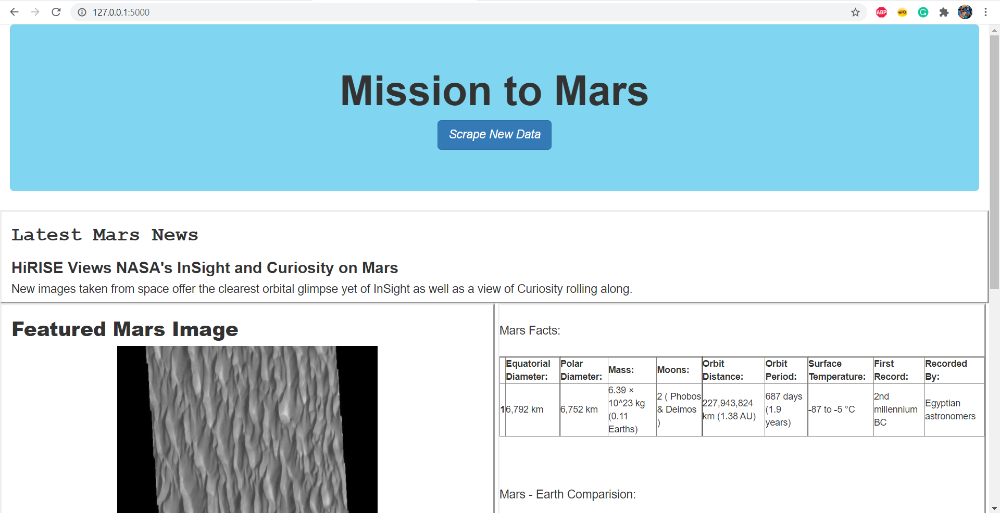 127.0.0.1:5000
ABP
Mission to Mars
Scrape New Data
Latest Mars News
HiRISE Views NASA's InSight and Curiosity on Mars
New images taken from space offer the clearest orbital glimpse yet of InSight as well as a view of Curiosity rolling along.
Featured Mars Image
Mars Facts:
Equatorial Diameter: Polar Diameter: Mass: Moons: Orbit Distance: Orbit Period: Surface Temperature: First Record: Recorded By:
1 6,792 km 6,752 km 6.39 × 10^23 kg (0.11 Earths) 2 ( Phobos & Deimos ) 227,943,824 km (1.38 AU) 687 days (1.9 years) -87 to -5 °C 2nd millennium BC Egyptian astronomers
Mars - Earth Comparision: